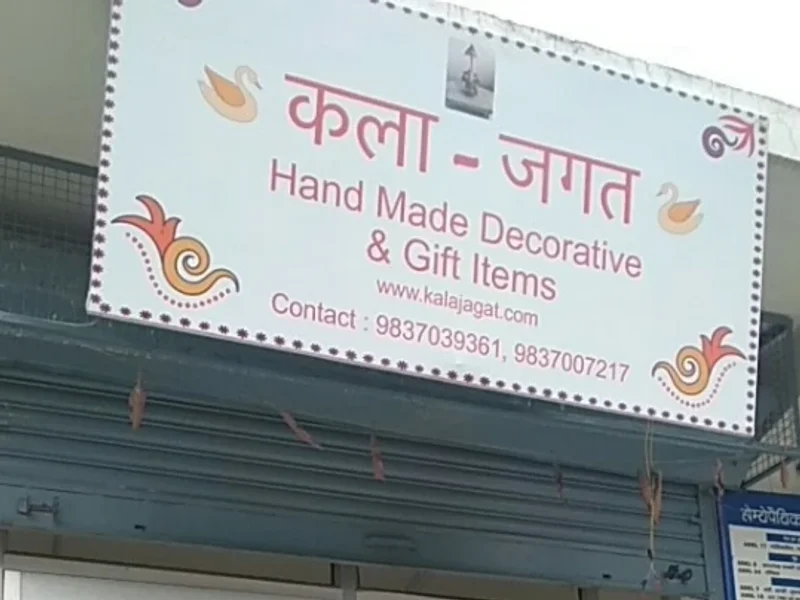 कला - जगत
Hand Made Decorative
& Gift Items
www.kalajagat.com
Contact : 9837039361, 9837007217